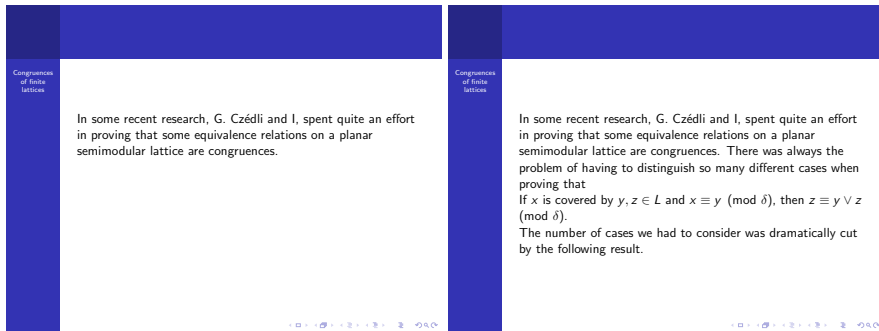 Congruences
of finite
lattices
In some recent research, G. Czédli and I, spent quite an effort
in proving that some equivalence relations on a planar
semimodular lattice are congruences.
Congruences
of finite
lattices
In some recent research, G. Czédli and I, spent quite an effort
in proving that some equivalence relations on a planar
semimodular lattice are congruences. There was always the
problem of having to distinguish so many different cases when
proving that
If x is covered by y, z ∈ L and x ≡ y (mod δ), then z ≡ y ∨ z
(mod δ).
The number of cases we had to consider was dramatically cut
by the following result.